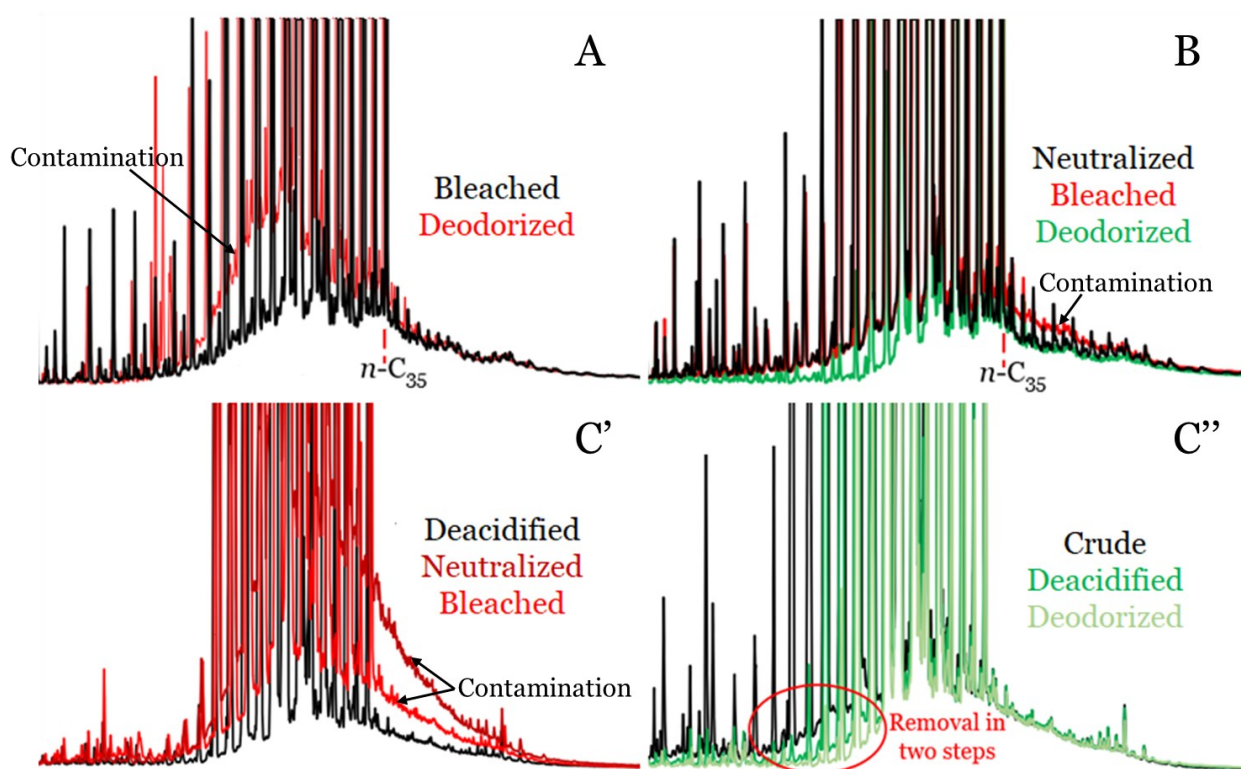 A
Contamination
Bleached
Deodorized
n-C₃₅
B
Neutralized
Bleached
Deodorized
Contamination
n-C₃₅
C’
Deacidified
Neutralized
Bleached
Contamination
C’’
Crude
Deacidified
Deodorized
Removal in
two steps